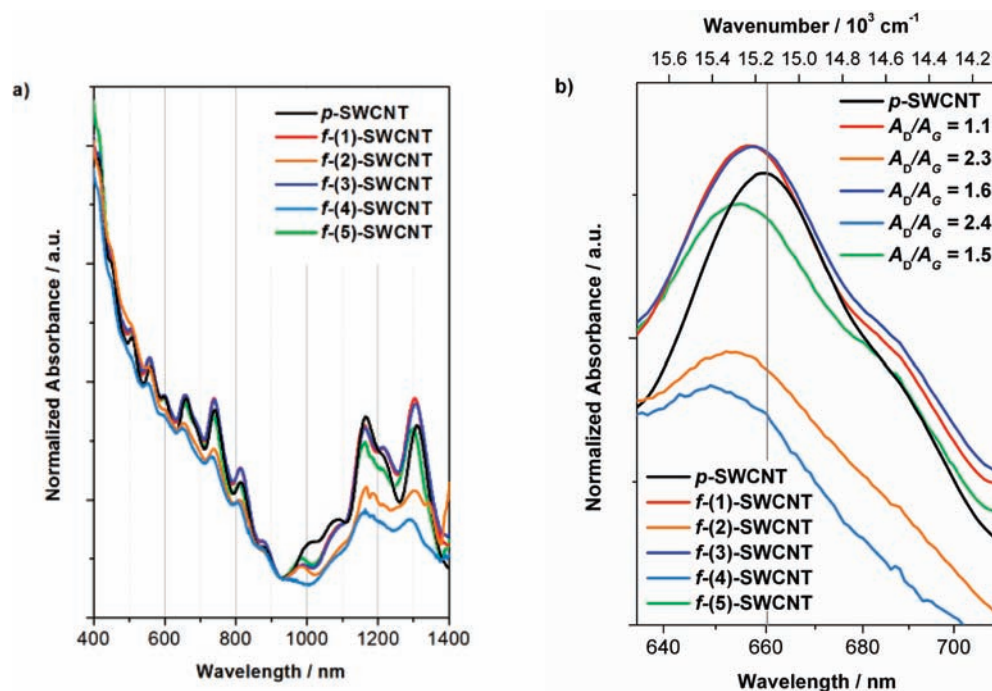 a)
p-SWCNT
f-(1)-SWCNT
f-(2)-SWCNT
f-(3)-SWCNT
f-(4)-SWCNT
f-(5)-SWCNT
Normalized Absorbance / a.u.
400 600 800 1000 1200 1400
Wavelength / nm
b)
Wavenumber / 10³ cm⁻¹
15.6 15.4 15.2 15.0 14.8 14.6 14.4 14.2
p-SWCNT
A_D/A_G = 1.1
A_D/A_G = 2.3
A_D/A_G = 1.6
A_D/A_G = 2.4
A_D/A_G = 1.5
Normalized Absorbance / a.u.
p-SWCNT
f-(1)-SWCNT
f-(2)-SWCNT
f-(3)-SWCNT
f-(4)-SWCNT
f-(5)-SWCNT
640 660 680 700
Wavelength / nm